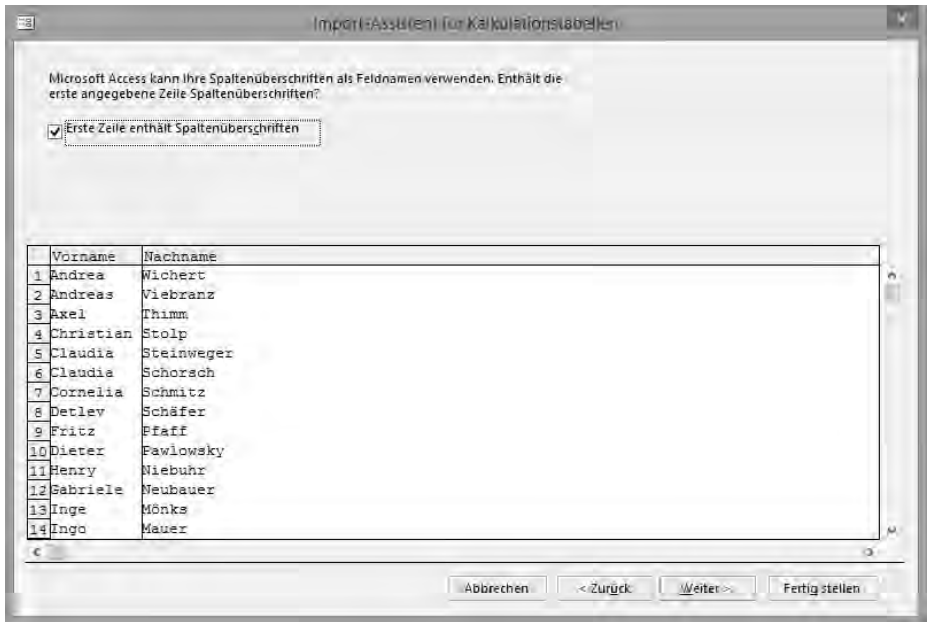 Import-Assistent für Kalkulationstabellen
Microsoft Access kann Ihre Spaltenüberschriften als Feldnamen verwenden. Enthält die
erste angegebene Zeile Spaltenüberschriften?
Erste Zeile enthält Spaltenüberschriften
Vorname Nachname
1 Andrea Wichert
2 Andreas Viebranz
3 Axel Thimm
4 Christian Stolp
5 Claudia Steinweger
6 Claudia Schorsch
7 Cornelia Schmitz
8 Detlev Schäfer
9 Fritz Pfaff
10 Dieter Pawlowsky
11 Henry Niebuhr
12 Gabriele Neubauer
13 Inge Mönks
14 Ingo Mauer
Abbrechen < Zurück Weiter > Fertig stellen